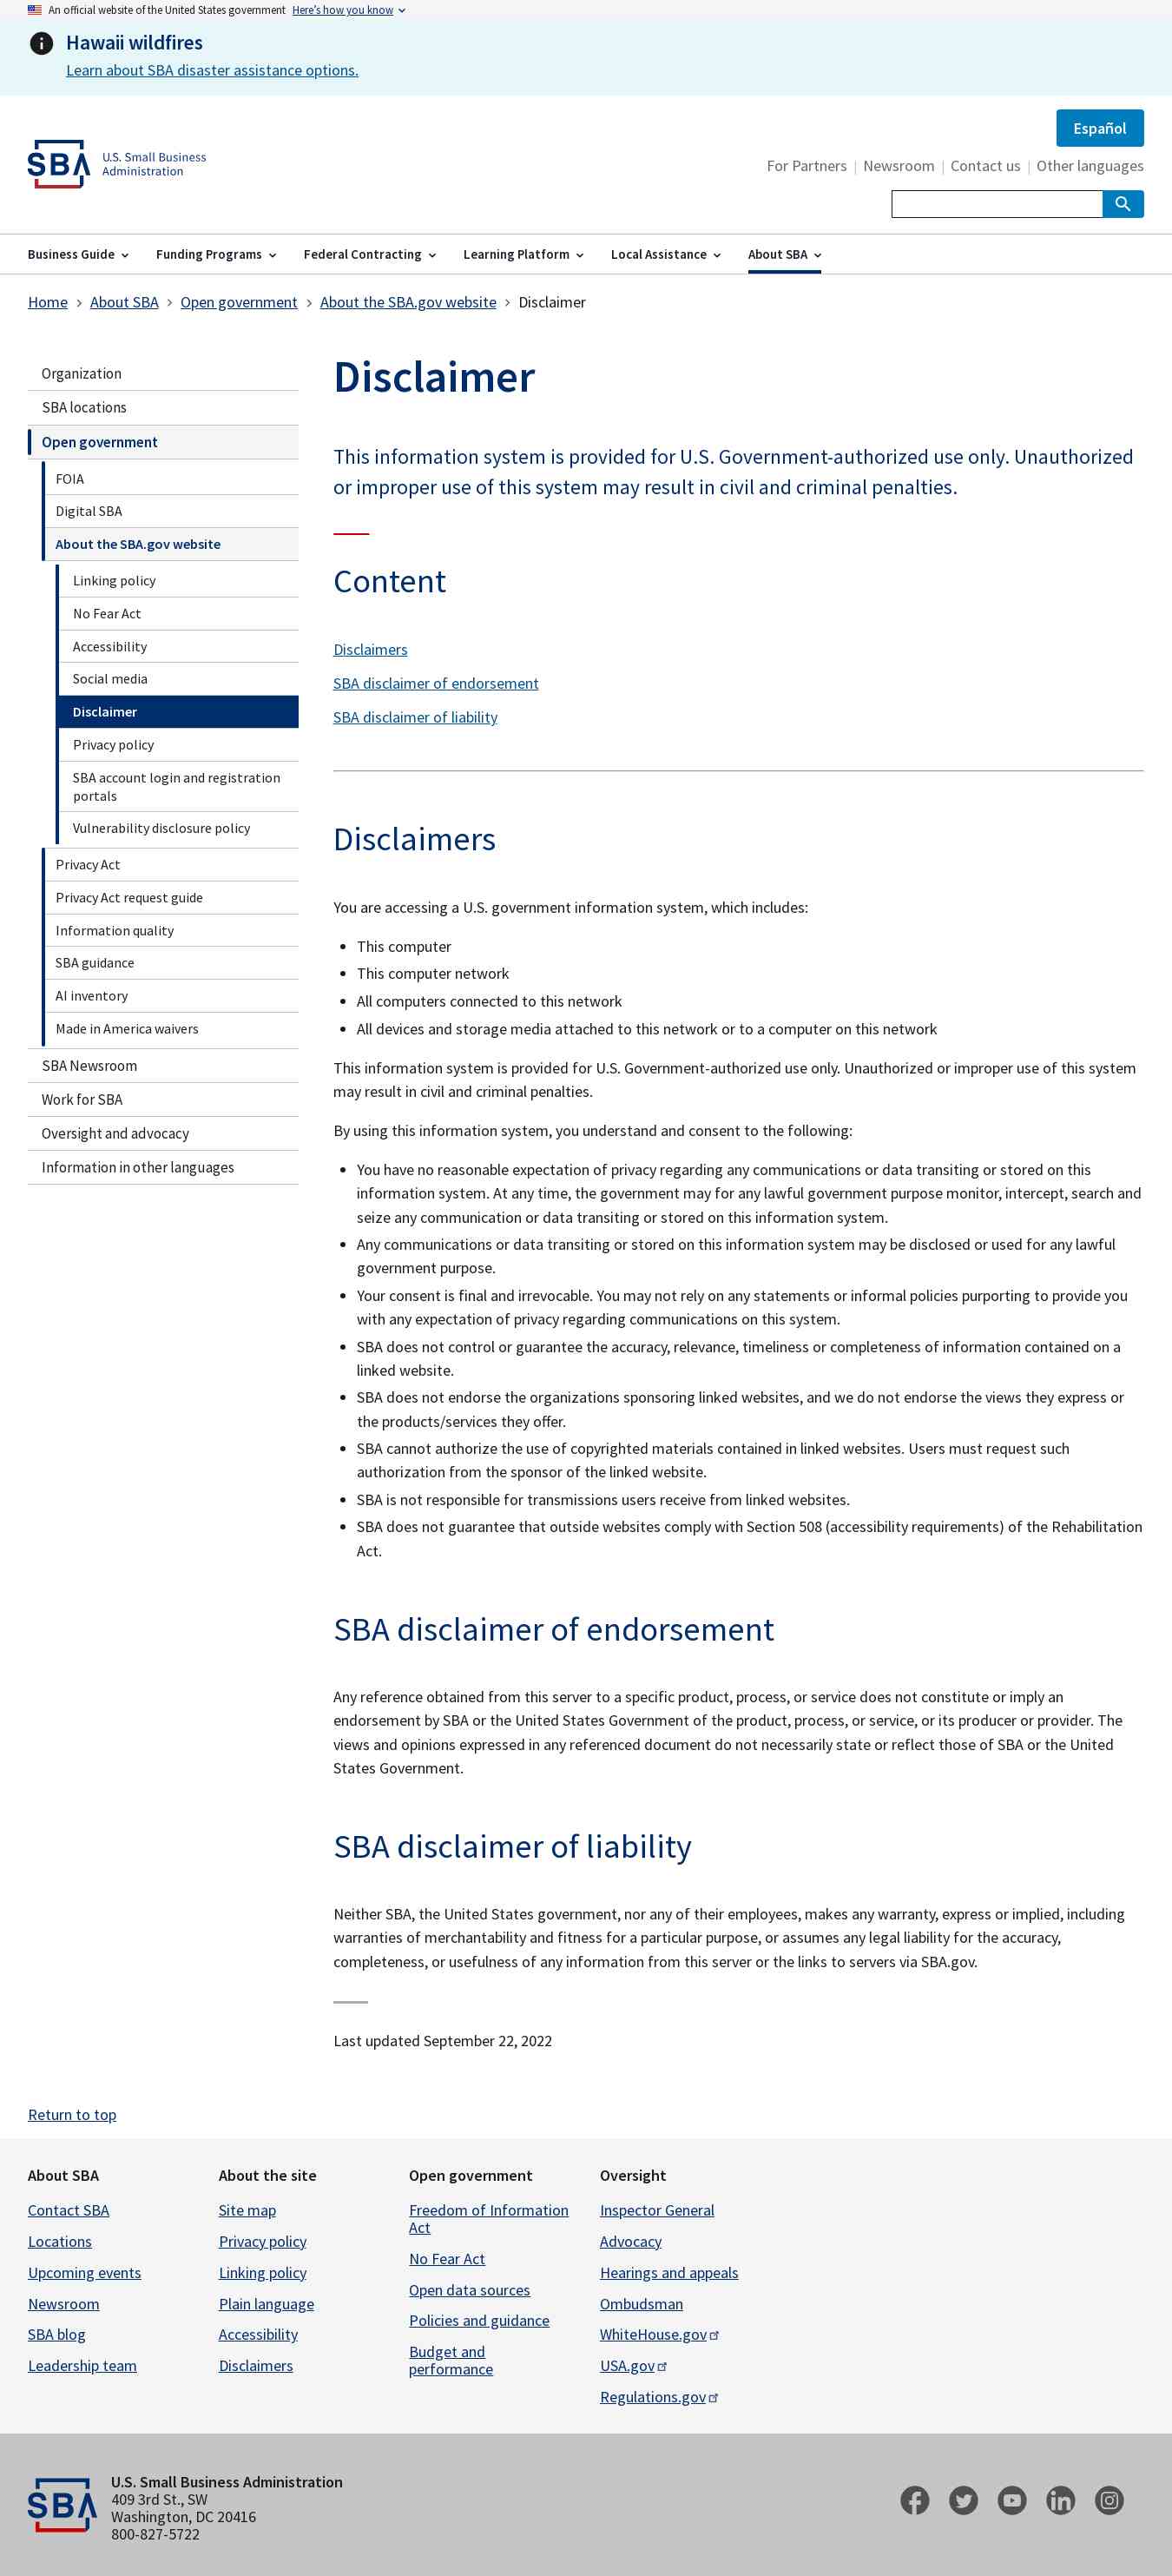 An official website of the United States government Here's how you know
Hawaii wildfires
Learn about SBA disaster assistance options.
Español
SBA U.S. Small Business
Administration
For Partners | Newsroom | Contact us | Other languages
Business Guide Funding Programs Federal Contracting Learning Platform Local Assistance About SBA
Home > About SBA > Open government > About the SBA.gov website > Disclaimer
Organization
SBA locations
Open government
FOIA
Digital SBA
About the SBA.gov website
Linking policy
No Fear Act
Accessibility
Social media
Disclaimer
Privacy policy
SBA account login and registration
portals
Vulnerability disclosure policy
Privacy Act
Privacy Act request guide
Information quality
SBA guidance
AI inventory
Made in America waivers
SBA Newsroom
Work for SBA
Oversight and advocacy
Information in other languages
Disclaimer
This information system is provided for U.S. Government-authorized use only. Unauthorized
or improper use of this system may result in civil and criminal penalties.
Content
Disclaimers
SBA disclaimer of endorsement
SBA disclaimer of liability
Disclaimers
You are accessing a U.S. government information system, which includes:
• This computer
• This computer network
• All computers connected to this network
• All devices and storage media attached to this network or to a computer on this network
This information system is provided for U.S. Government-authorized use only. Unauthorized or improper use of this system
may result in civil and criminal penalties.
By using this information system, you understand and consent to the following:
• You have no reasonable expectation of privacy regarding any communications or data transiting or stored on this
information system. At any time, the government may for any lawful government purpose monitor, intercept, search and
seize any communication or data transiting or stored on this information system.
• Any communications or data transiting or stored on this information system may be disclosed or used for any lawful
government purpose.
• Your consent is final and irrevocable. You may not rely on any statements or informal policies purporting to provide you
with any expectation of privacy regarding communications on this system.
• SBA does not control or guarantee the accuracy, relevance, timeliness or completeness of information contained on a
linked website.
• SBA does not endorse the organizations sponsoring linked websites, and we do not endorse the views they express or
the products/services they offer.
• SBA cannot authorize the use of copyrighted materials contained in linked websites. Users must request such
authorization from the sponsor of the linked website.
• SBA is not responsible for transmissions users receive from linked websites.
• SBA does not guarantee that outside websites comply with Section 508 (accessibility requirements) of the Rehabilitation
Act.
SBA disclaimer of endorsement
Any reference obtained from this server to a specific product, process, or service does not constitute or imply an
endorsement by SBA or the United States Government of the product, process, or service, or its producer or provider. The
views and opinions expressed in any referenced document do not necessarily state or reflect those of SBA or the United
States Government.
SBA disclaimer of liability
Neither SBA, the United States government, nor any of their employees, makes any warranty, express or implied, including
warranties of merchantability and fitness for a particular purpose, or assumes any legal liability for the accuracy,
completeness, or usefulness of any information from this server or the links to servers via SBA.gov.
Last updated September 22, 2022
Return to top
About SBA
Contact SBA
Locations
Upcoming events
Newsroom
SBA blog
Leadership team
About the site
Site map
Privacy policy
Linking policy
Plain language
Accessibility
Disclaimers
Open government
Freedom of Information
Act
No Fear Act
Open data sources
Policies and guidance
Budget and
performance
Oversight
Inspector General
Advocacy
Hearings and appeals
Ombudsman
WhiteHouse.gov
USA.gov
Regulations.gov
SBA
U.S. Small Business Administration
409 3rd St., SW
Washington, DC 20416
800-827-5722